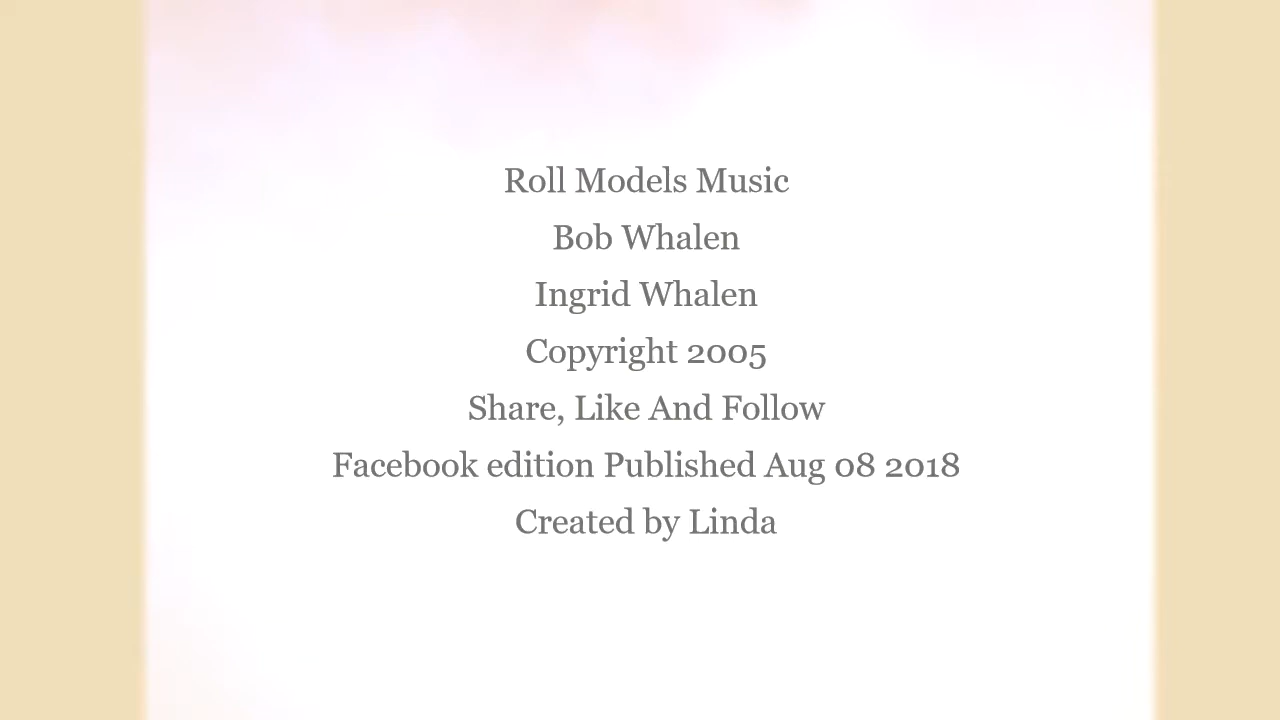 Roll Models Music
Bob Whalen
Ingrid Whalen
Copyright 2005
Share, Like And Follow
Facebook edition Published Aug 08 2018
Created by Linda